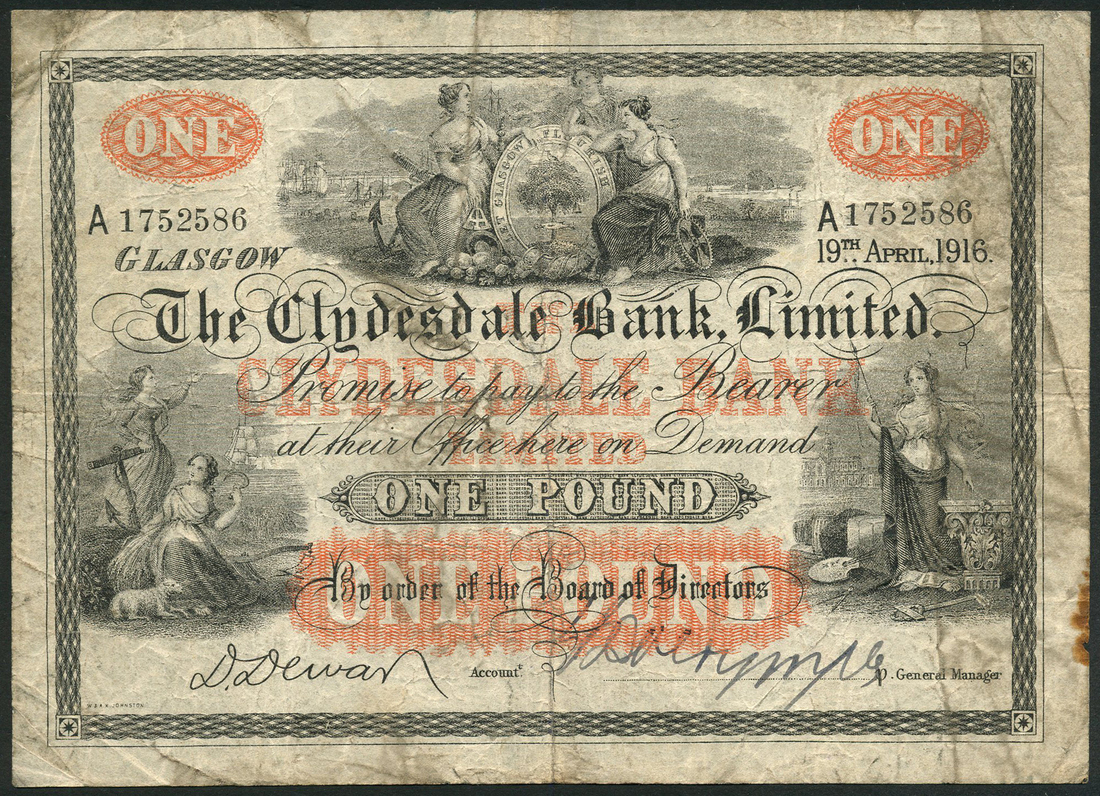 ONE
ONE
LET GLASGOW FLOURISH
A 1752586
A 1752586
GLASGOW
19TH. APRIL, 1916.
The Clydesdale Bank, Limited.
THE
CLYDESDALE BANK
LIMITED
Promise to pay to the Bearer
at their Office here on Demand
ONE POUND
ONE POUND
By order of the Board of Directors
D. Dewar
Accountt.
p. General Manager
W & A.K. JOHNSTON.